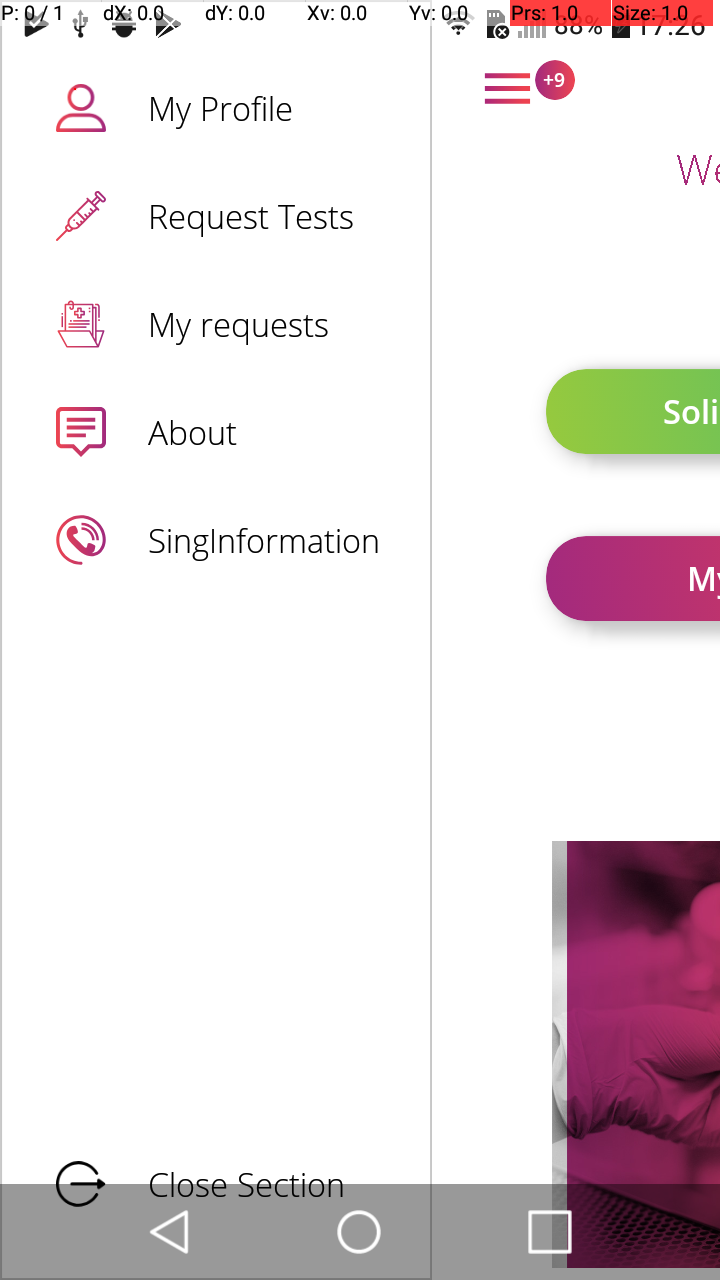 P: 0 / 1 dX: 0.0 dY: 0.0 Xv: 0.0 Yv: 0.0 Prs: 1.0 Size: 1.0
88% 17:26
+9
My Profile
We
Request Tests
My requests
Soli
About
SingInformation
My
Close Section